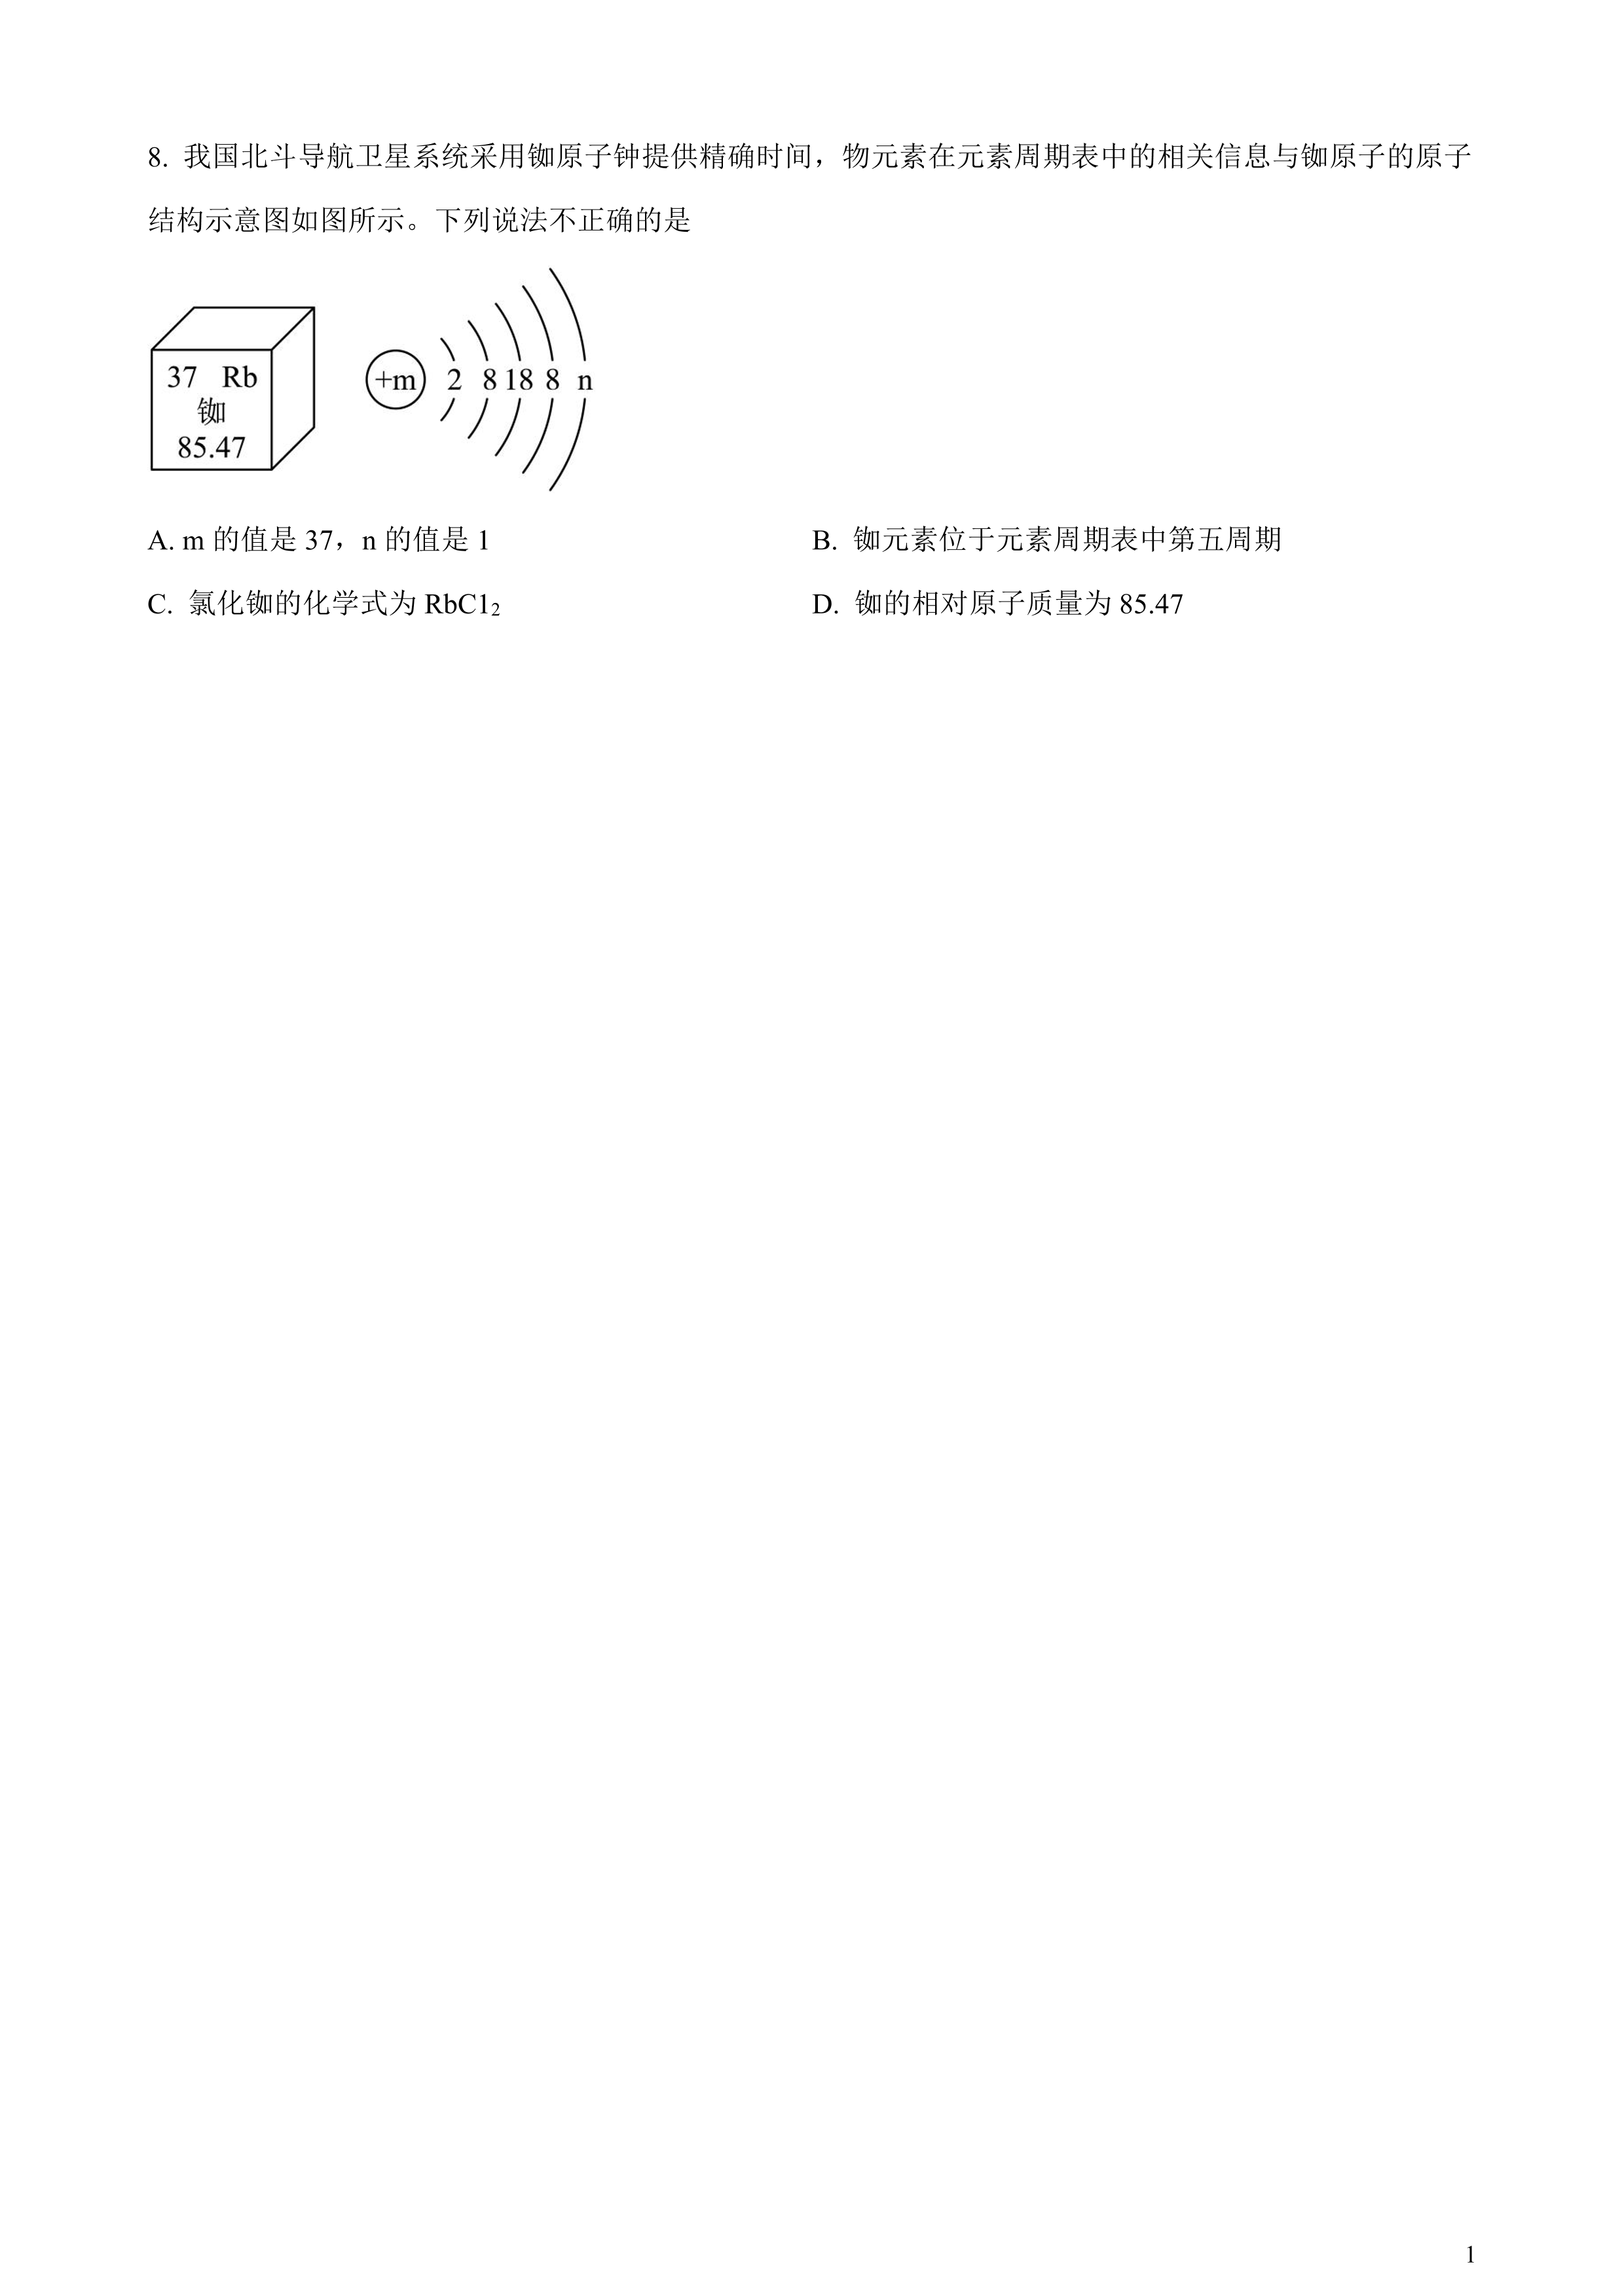 8. 我国北斗导航卫星系统采用铷原子钟提供精确时间，物元素在元素周期表中的相关信息与铷原子的原子
结构示意图如图所示。下列说法不正确的是
37 Rb
铷
85.47
+m 2 8 18 8 n
A. m 的值是 37，n 的值是 1 B. 铷元素位于元素周期表中第五周期
C. 氯化铷的化学式为 RbC1₂ D. 铷的相对原子质量为 85.47
1